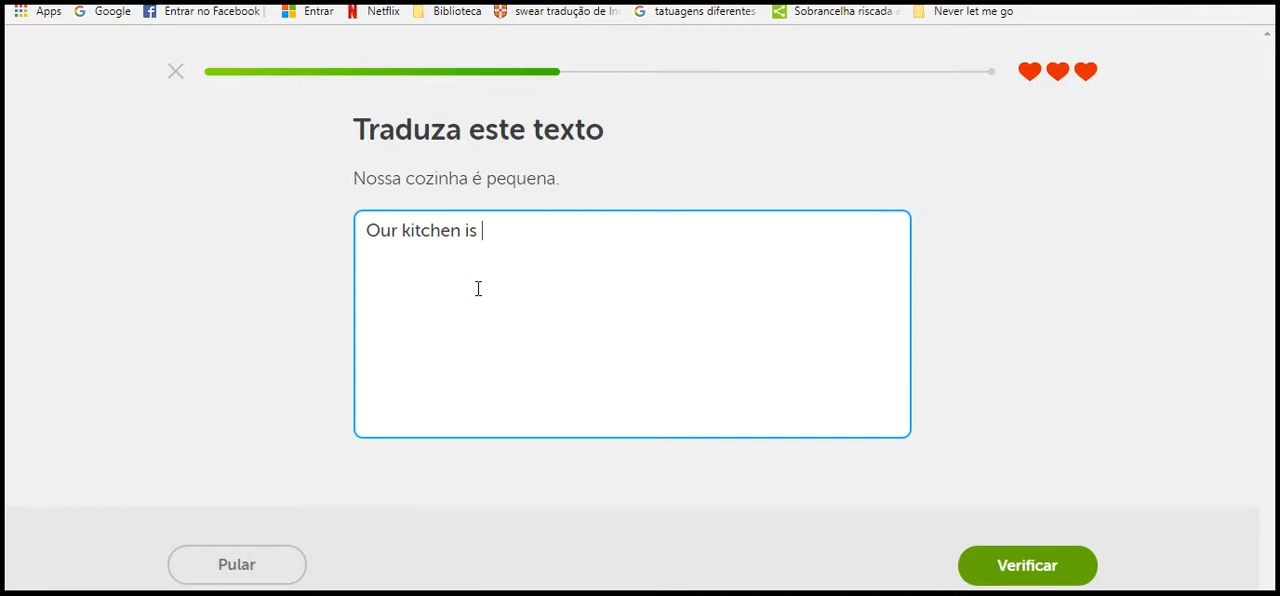 Apps Google Entrar no Facebook Entrar Netflix Biblioteca swear tradução de In tatuagens diferentes Sobrancelha riscada Never let me go
Traduza este texto
Nossa cozinha é pequena.
Our kitchen is
Pular Verificar